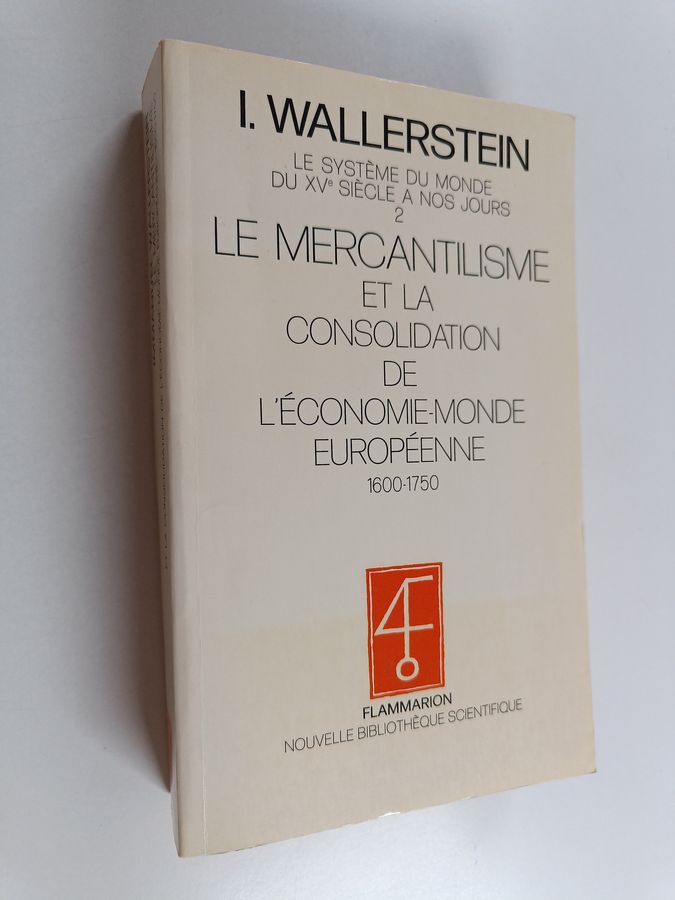 I. WALLERSTEIN
LE SYSTÈME DU MONDE
DU XVe SIÈCLE A NOS JOURS
2
LE MERCANTILISME
ET LA
CONSOLIDATION
DE
L'ÉCONOMIE-MONDE
EUROPÉENNE
1600-1750
FLAMMARION
NOUVELLE BIBLIOTHÈQUE SCIENTIFIQUE